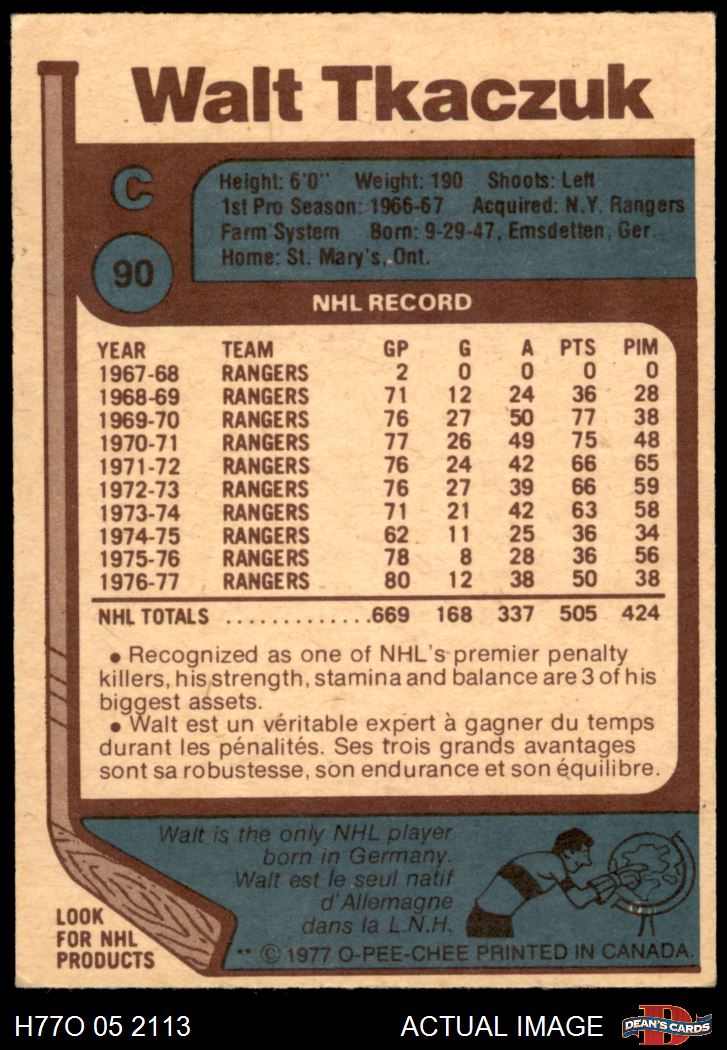 Walt Tkaczuk
C
Height: 6'0" Weight: 190 Shoots: Left
1st Pro Season: 1966-67 Acquired: N.Y. Rangers
Farm System Born: 9-29-47, Emsdetten, Ger.
Home: St. Mary's, Ont.
90
NHL RECORD
YEAR TEAM GP G A PTS PIM
1967-68 RANGERS 2 0 0 0 0
1968-69 RANGERS 71 12 24 36 28
1969-70 RANGERS 76 27 50 77 38
1970-71 RANGERS 77 26 49 75 48
1971-72 RANGERS 76 24 42 66 65
1972-73 RANGERS 76 27 39 66 59
1973-74 RANGERS 71 21 42 63 58
1974-75 RANGERS 62 11 25 36 34
1975-76 RANGERS 78 8 28 36 56
1976-77 RANGERS 80 12 38 50 38
NHL TOTALS .............669 168 337 505 424
• Recognized as one of NHL's premier penalty
killers, his strength, stamina and balance are 3 of his
biggest assets.
• Walt est un véritable expert à gagner du temps
durant les pénalités. Ses trois grands avantages
sont sa robustesse, son endurance et son équilibre.
Walt is the only NHL player
born in Germany.
Walt est le seul natif
d'Allemagne
dans la L.N.H.
LOOK
FOR NHL
PRODUCTS
** © 1977 O-PEE-CHEE PRINTED IN CANADA.
H77O 05 2113
ACTUAL IMAGE
D
DEAN'S CARDS